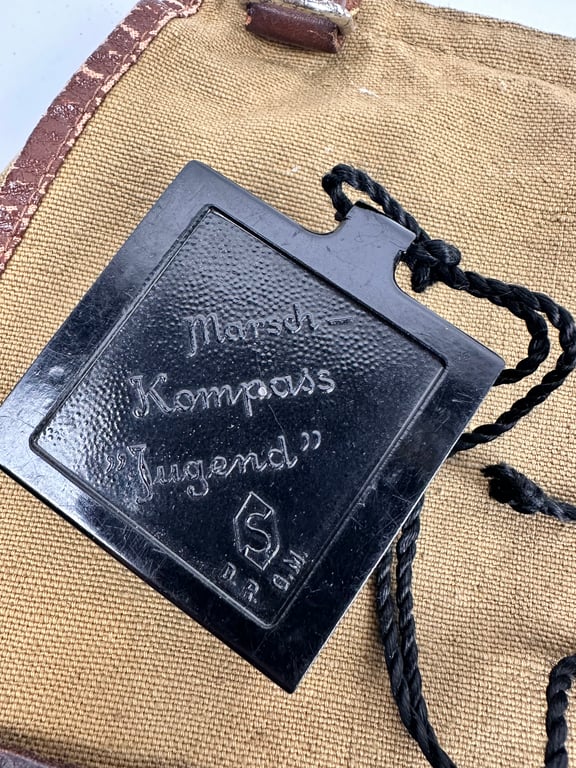 Marsch-
Kompass
„Jugend”
S
D. R. G. M.